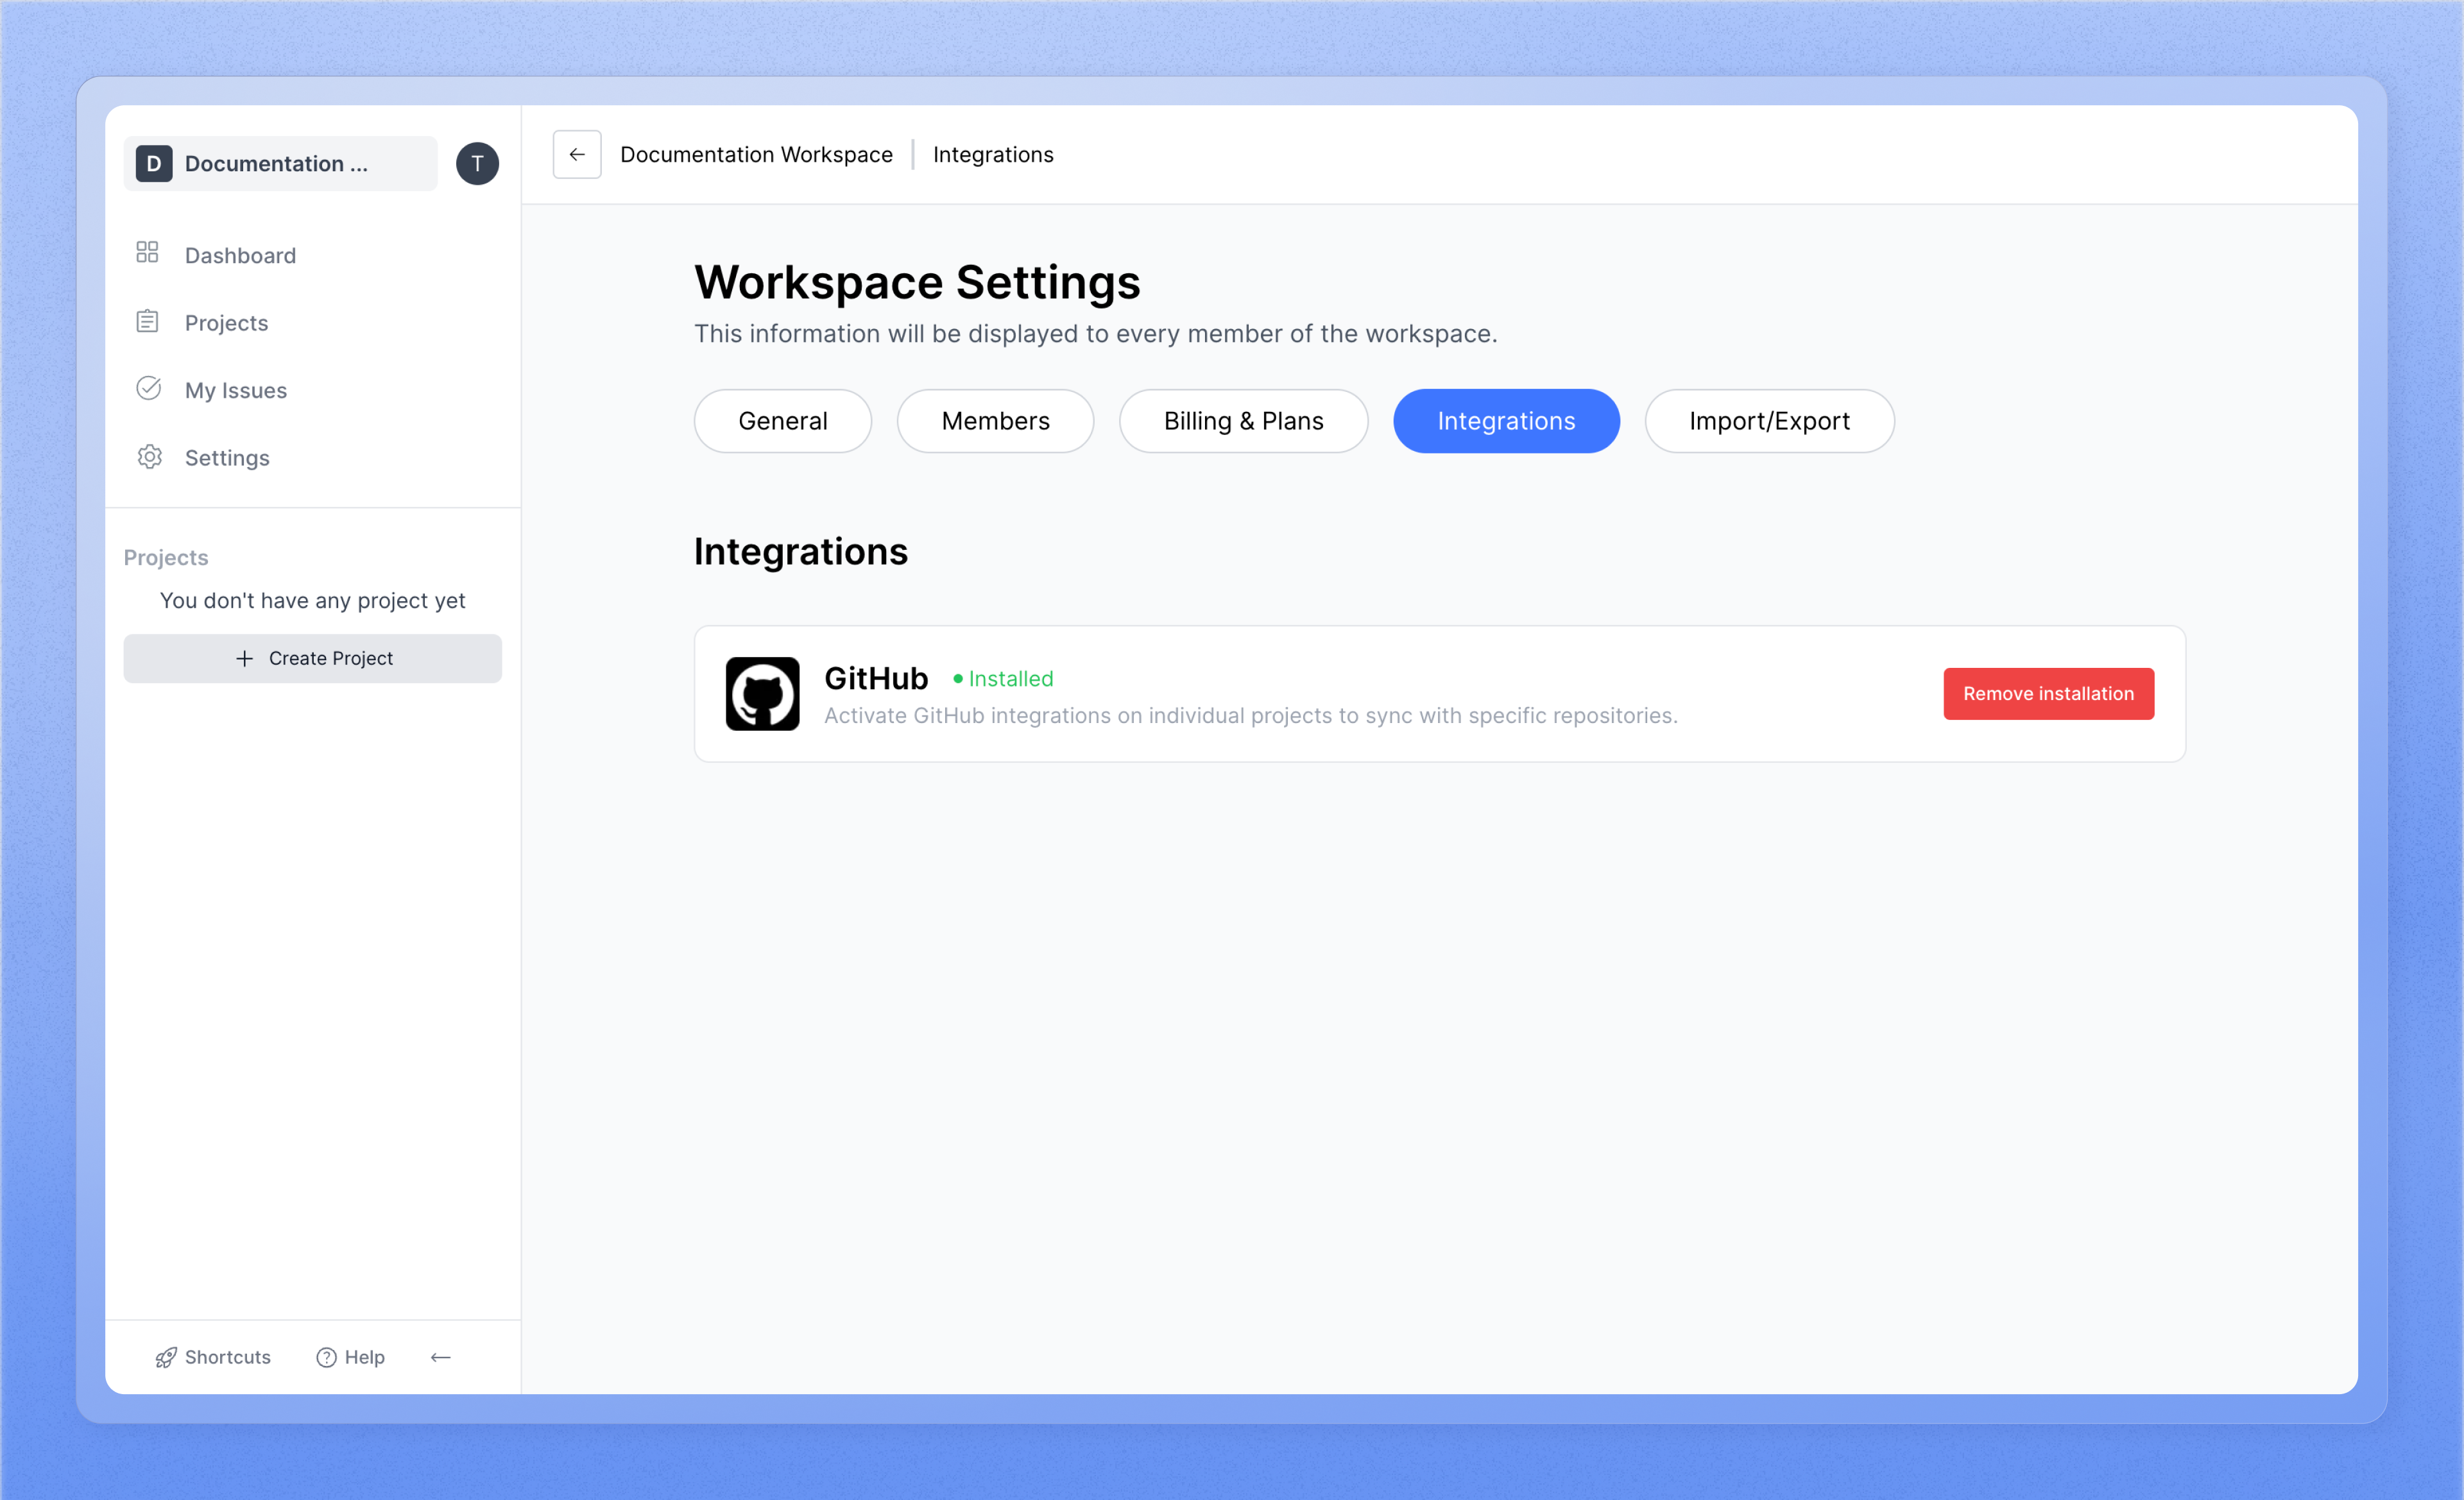 D Documentation ... T
Dashboard
Projects
My Issues
Settings
Projects
You don't have any project yet
+ Create Project
Shortcuts Help
Documentation Workspace Integrations
Workspace Settings
This information will be displayed to every member of the workspace.
General Members Billing & Plans Integrations Import/Export
Integrations
GitHub Installed
Activate GitHub integrations on individual projects to sync with specific repositories.
Remove installation